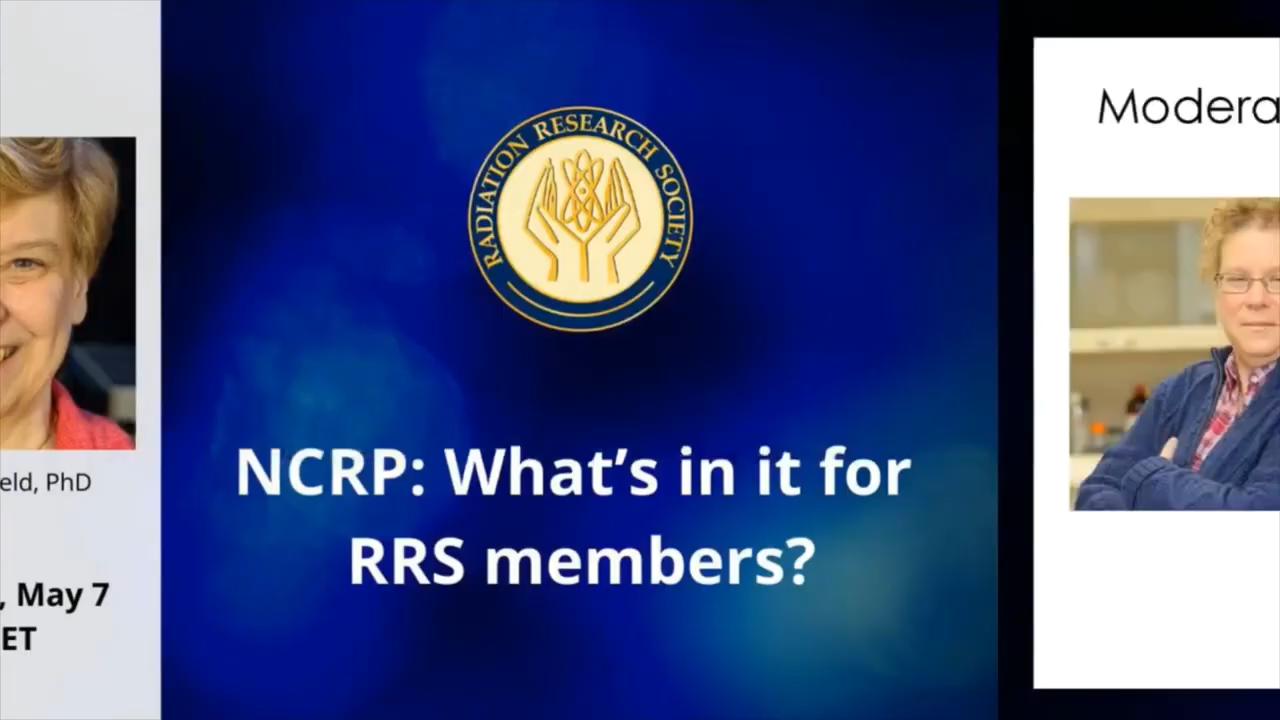 eld, PhD
, May 7
ET
RADIATION RESEARCH SOCIETY
NCRP: What's in it for
RRS members?
Modera